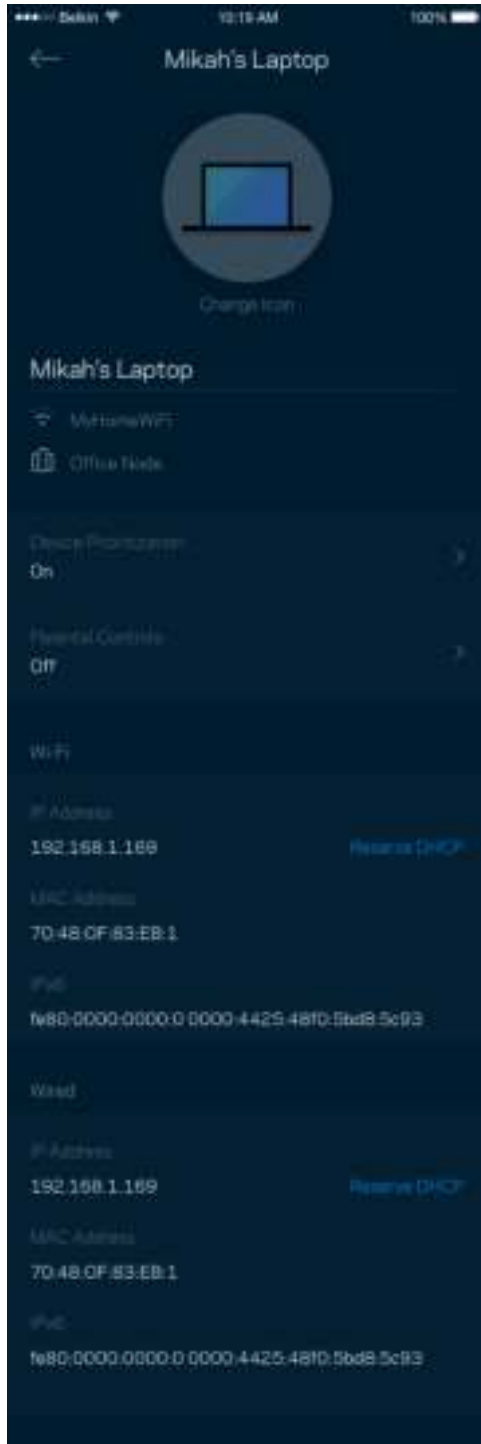 Belkin 10:19 AM 100%
Mikah's Laptop
Change Icon
Mikah's Laptop
MyHomeWiFi
Office Node
Device Prioritization
On
Parental Controls
Off
Wi-Fi
IP Address
192.168.1.169
Reserve DHCP
MAC Address
70:48:0F:83:EB:1
IPv6
fe80:0000:0000:0:0000:4425:48f0:5bd8:5c93
Wired
IP Address
192.168.1.169
Reserve DHCP
MAC Address
70:48:0F:83:EB:1
IPv6
fe80:0000:0000:0:0000:4425:48f0:5bd8:5c93